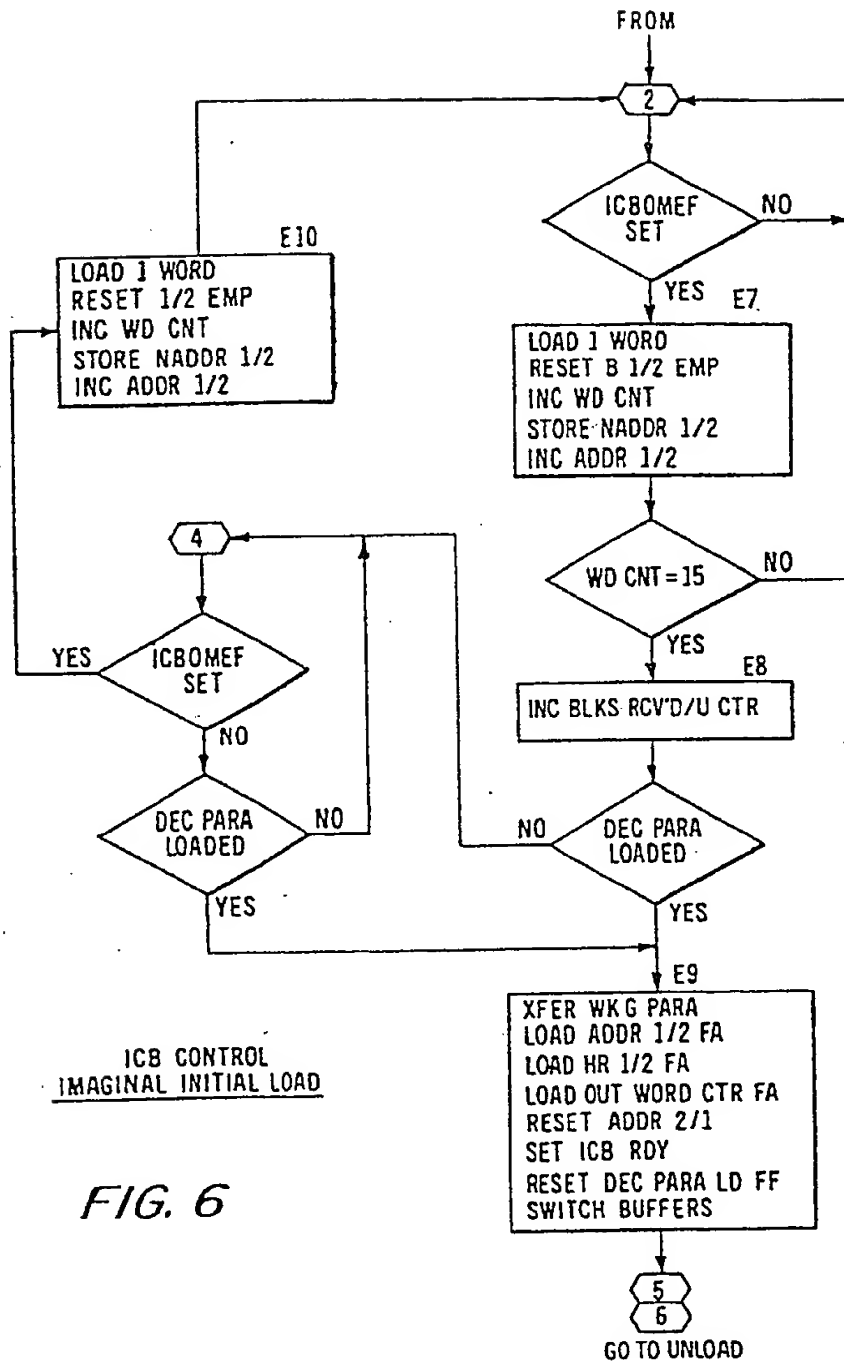 FROM
2
ICBOMEF
SET
NO
YES
E7
LOAD 1 WORD
RESET B 1/2 EMP
INC WD CNT
STORE NADDR 1/2
INC ADDR 1/2
WD CNT = 15
NO
YES
E8
INC BLKS RCV'D/U CTR
DEC PARA
LOADED
NO
YES
E10
LOAD 1 WORD
RESET 1/2 EMP
INC WD CNT
STORE NADDR 1/2
INC ADDR 1/2
4
ICBOMEF
SET
YES
NO
DEC PARA
LOADED
NO
YES
E9
XFER WKG PARA
LOAD ADDR 1/2 FA
LOAD HR 1/2 FA
LOAD OUT WORD CTR FA
RESET ADDR 2/1
SET ICB RDY
RESET DEC PARA LD FF
SWITCH BUFFERS
5
6
GO TO UNLOAD
ICB CONTROL
IMAGINAL INITIAL LOAD
FIG. 6